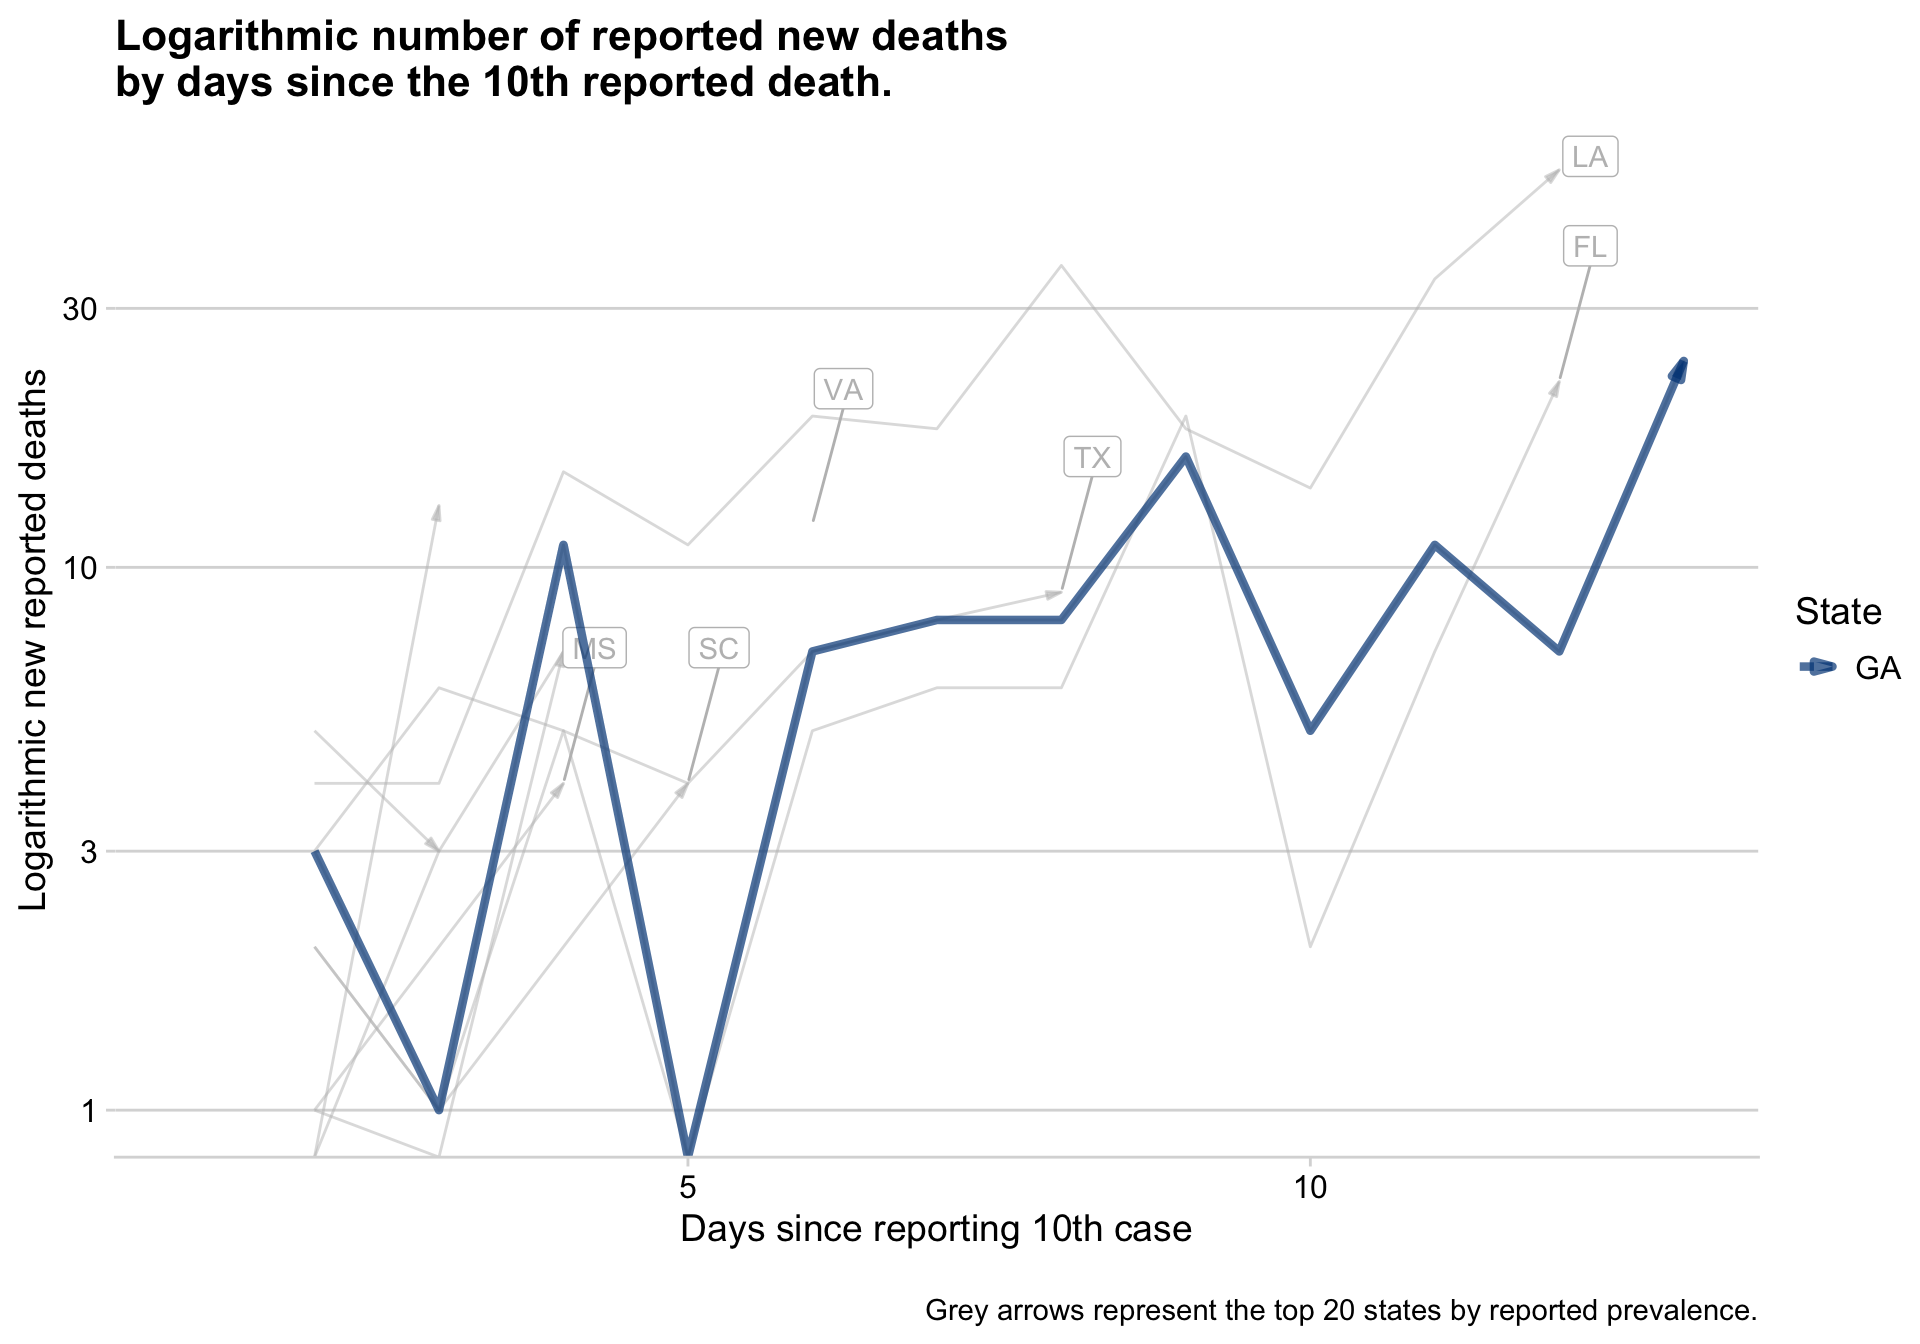 Logarithmic number of reported new deaths
by days since the 10th reported death.
LA
FL
30
VA
TX
10
MS
SC
3
1
Logarithmic new reported deaths
State
GA
5
10
Days since reporting 10th case
Grey arrows represent the top 20 states by reported prevalence.